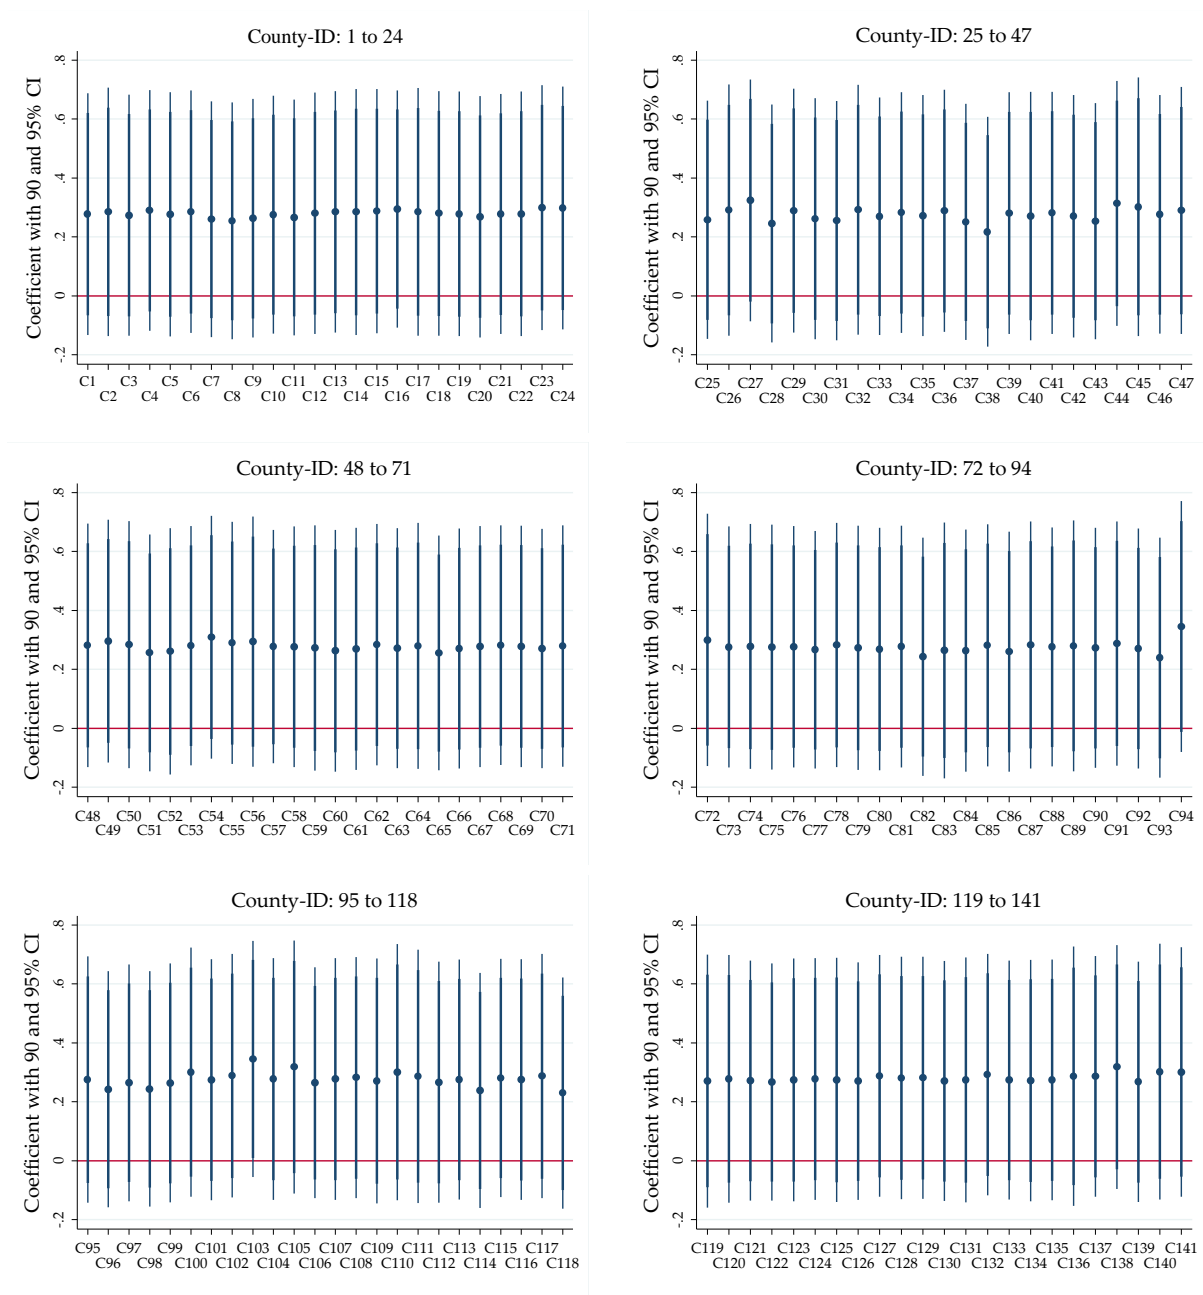 County-ID: 1 to 24
Coefficient with 90 and 95% CI
.8
.6
.4
.2
0
-.2
C1 C3 C5 C7 C9 C11 C13 C15 C17 C19 C21 C23
C2 C4 C6 C8 C10 C12 C14 C16 C18 C20 C22 C24
County-ID: 25 to 47
Coefficient with 90 and 95% CI
.8
.6
.4
.2
0
-.2
C25 C27 C29 C31 C33 C35 C37 C39 C41 C43 C45 C47
C26 C28 C30 C32 C34 C36 C38 C40 C42 C44 C46
County-ID: 48 to 71
Coefficient with 90 and 95% CI
.8
.6
.4
.2
0
-.2
C48 C50 C52 C54 C56 C58 C60 C62 C64 C66 C68 C70
C49 C51 C53 C55 C57 C59 C61 C63 C65 C67 C69 C71
County-ID: 72 to 94
Coefficient with 90 and 95% CI
.8
.6
.4
.2
0
-.2
C72 C74 C76 C78 C80 C82 C84 C86 C88 C90 C92 C94
C73 C75 C77 C79 C81 C83 C85 C87 C89 C91 C93
County-ID: 95 to 118
Coefficient with 90 and 95% CI
.8
.6
.4
.2
0
-.2
C95 C97 C99 C101 C103 C105 C107 C109 C111 C113 C115 C117
C96 C98 C100 C102 C104 C106 C108 C110 C112 C114 C116 C118
County-ID: 119 to 141
Coefficient with 90 and 95% CI
.8
.6
.4
.2
0
-.2
C119 C121 C123 C125 C127 C129 C131 C133 C135 C137 C139 C141
C120 C122 C124 C126 C128 C130 C132 C134 C136 C138 C140